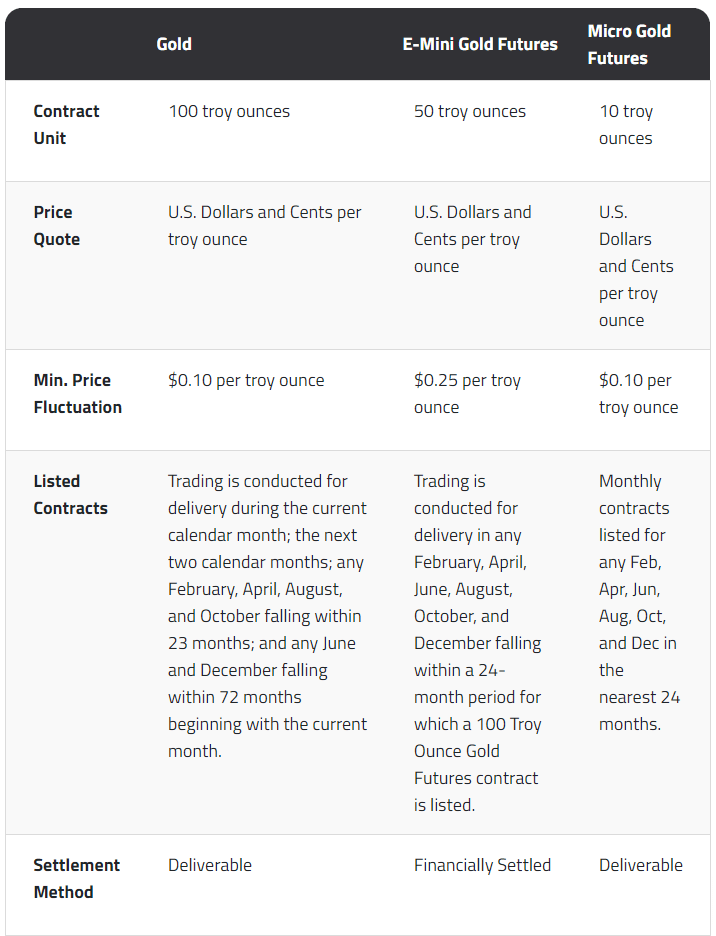 Gold
E-Mini Gold Futures
Micro Gold
Futures
Contract
Unit
100 troy ounces
50 troy ounces
10 troy
ounces
Price
Quote
U.S. Dollars and Cents per
troy ounce
U.S. Dollars and
Cents per troy
ounce
U.S.
Dollars
and Cents
per troy
ounce
Min. Price
Fluctuation
$0.10 per troy ounce
$0.25 per troy
ounce
$0.10 per
troy ounce
Listed
Contracts
Trading is conducted for
delivery during the current
calendar month; the next
two calendar months; any
February, April, August,
and October falling within
23 months; and any June
and December falling
within 72 months
beginning with the current
month.
Trading is
conducted for
delivery in any
February, April,
June, August,
October, and
December falling
within a 24-
month period for
which a 100 Troy
Ounce Gold
Futures contract
is listed.
Monthly
contracts
listed for
any Feb,
Apr, Jun,
Aug, Oct,
and Dec in
the
nearest 24
months.
Settlement
Method
Deliverable
Financially Settled
Deliverable